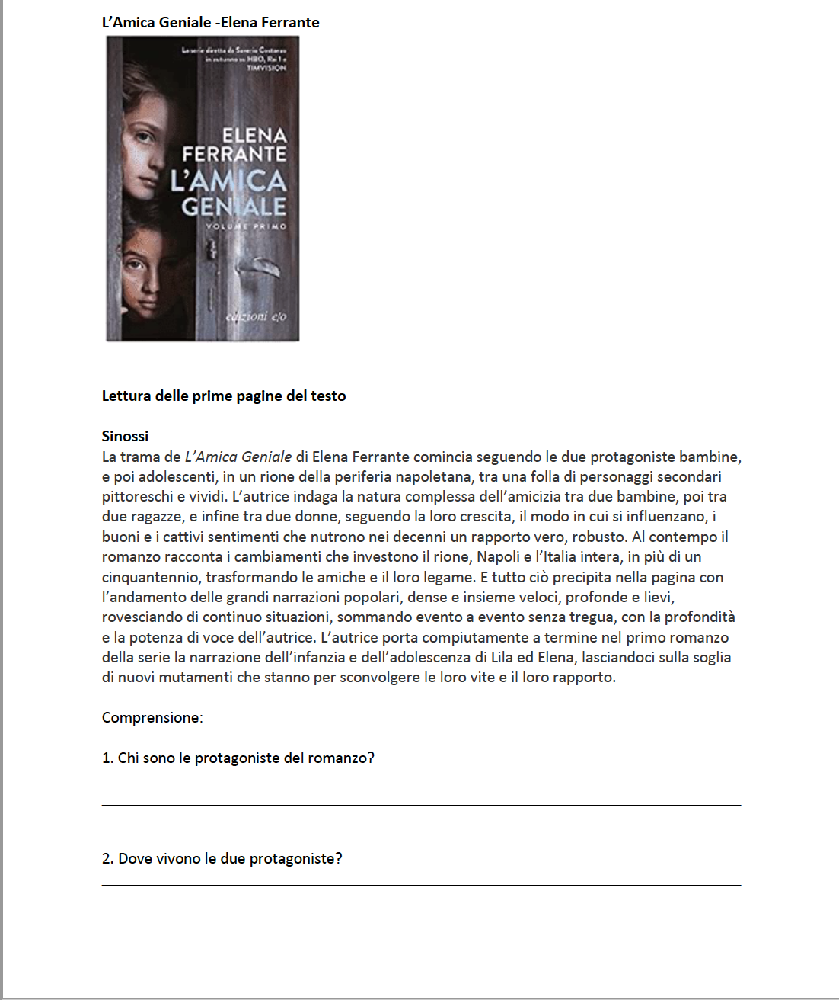 L’Amica Geniale -Elena Ferrante
La serie diretta da Saverio Costanzo
in autunno su HBO, Rai 1 e
TIMVISION
ELENA
FERRANTE
L’AMICA
GENIALE
VOLUME PRIMO
edizioni e/o
Lettura delle prime pagine del testo
Sinossi
La trama de L’Amica Geniale di Elena Ferrante comincia seguendo le due protagoniste bambine,
e poi adolescenti, in un rione della periferia napoletana, tra una folla di personaggi secondari
pittoreschi e vividi. L’autrice indaga la natura complessa dell’amicizia tra due bambine, poi tra
due ragazze, e infine tra due donne, seguendo la loro crescita, il modo in cui si influenzano, i
buoni e i cattivi sentimenti che nutrono nei decenni un rapporto vero, robusto. Al contempo il
romanzo racconta i cambiamenti che investono il rione, Napoli e l’Italia intera, in più di un
cinquantennio, trasformando le amiche e il loro legame. E tutto ciò precipita nella pagina con
l’andamento delle grandi narrazioni popolari, dense e insieme veloci, profonde e lievi,
rovesciando di continuo situazioni, sommando evento a evento senza tregua, con la profondità
e la potenza di voce dell’autrice. L’autrice porta compiutamente a termine nel primo romanzo
della serie la narrazione dell’infanzia e dell’adolescenza di Lila ed Elena, lasciandoci sulla soglia
di nuovi mutamenti che stanno per sconvolgere le loro vite e il loro rapporto.
Comprensione:
1. Chi sono le protagoniste del romanzo?
2. Dove vivono le due protagoniste?